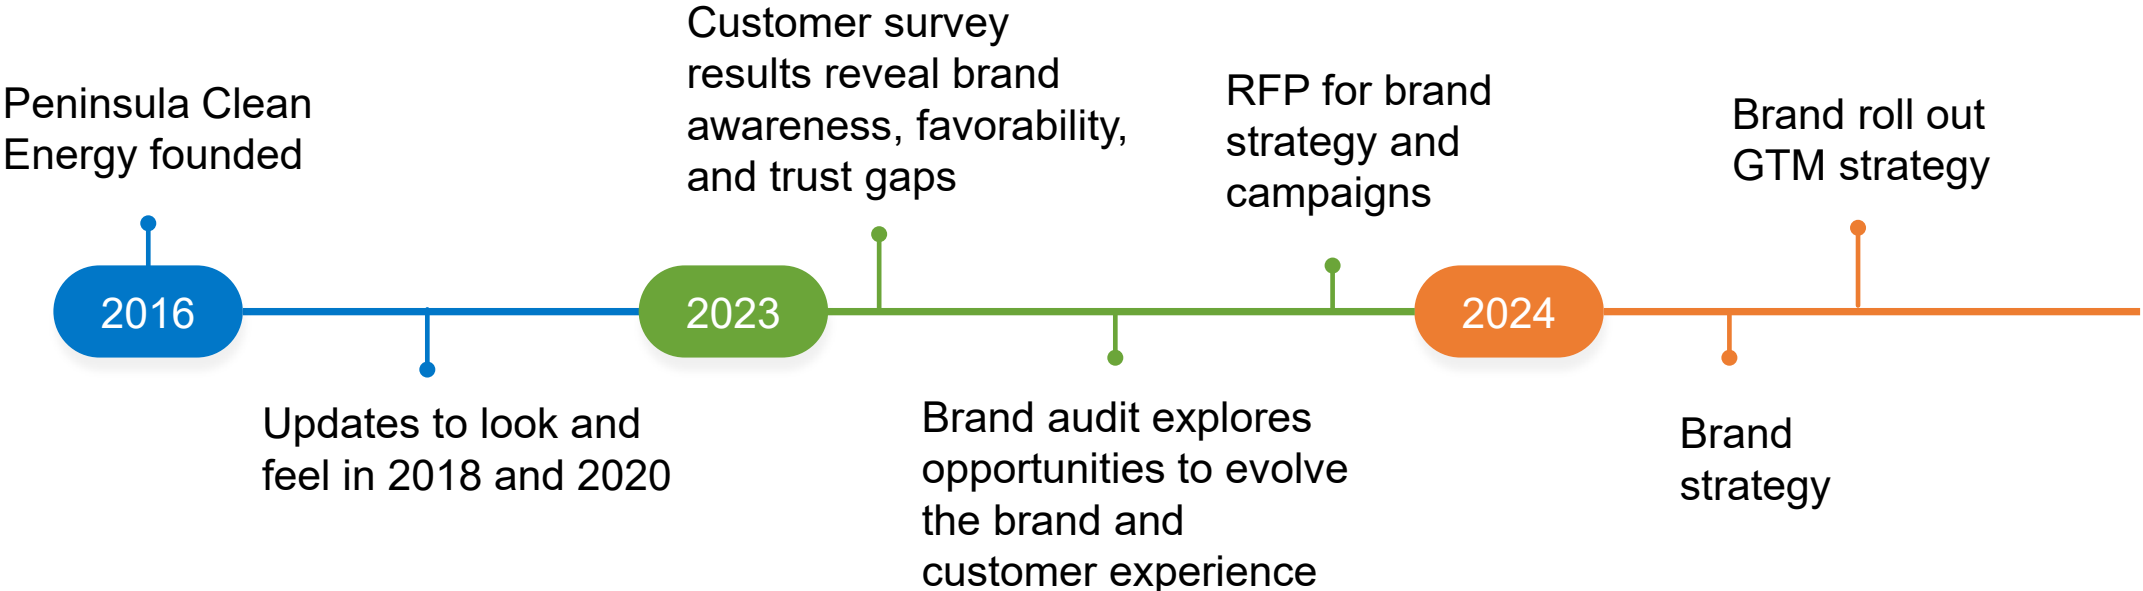 Peninsula Clean
Energy founded
2016
Updates to look and
feel in 2018 and 2020
Customer survey
results reveal brand
awareness, favorability,
and trust gaps
2023
Brand audit explores
opportunities to evolve
the brand and
customer experience
RFP for brand
strategy and
campaigns
2024
Brand
strategy
Brand roll out
GTM strategy